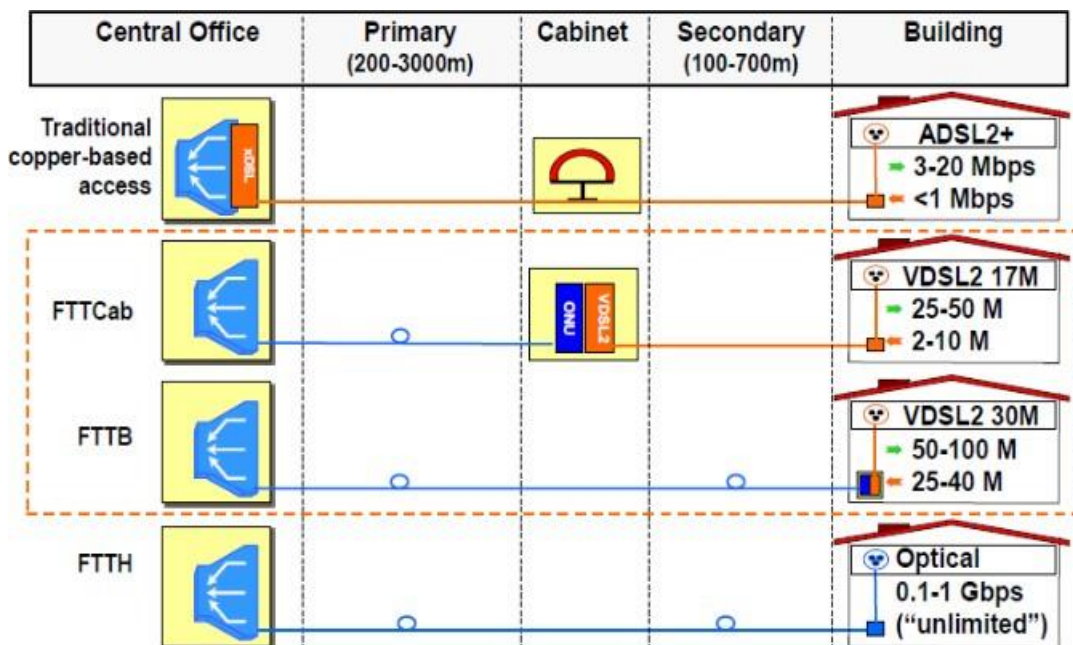 Central Office
Primary
(200-3000m)
Cabinet
Secondary
(100-700m)
Building
Traditional
copper-based
access
xDSL
ADSL2+
3-20 Mbps
<1 Mbps
FTTCab
ONU
VDSL2
VDSL2 17M
25-50 M
2-10 M
FTTB
VDSL2 30M
50-100 M
25-40 M
FTTH
Optical
0.1-1 Gbps
(“unlimited”)